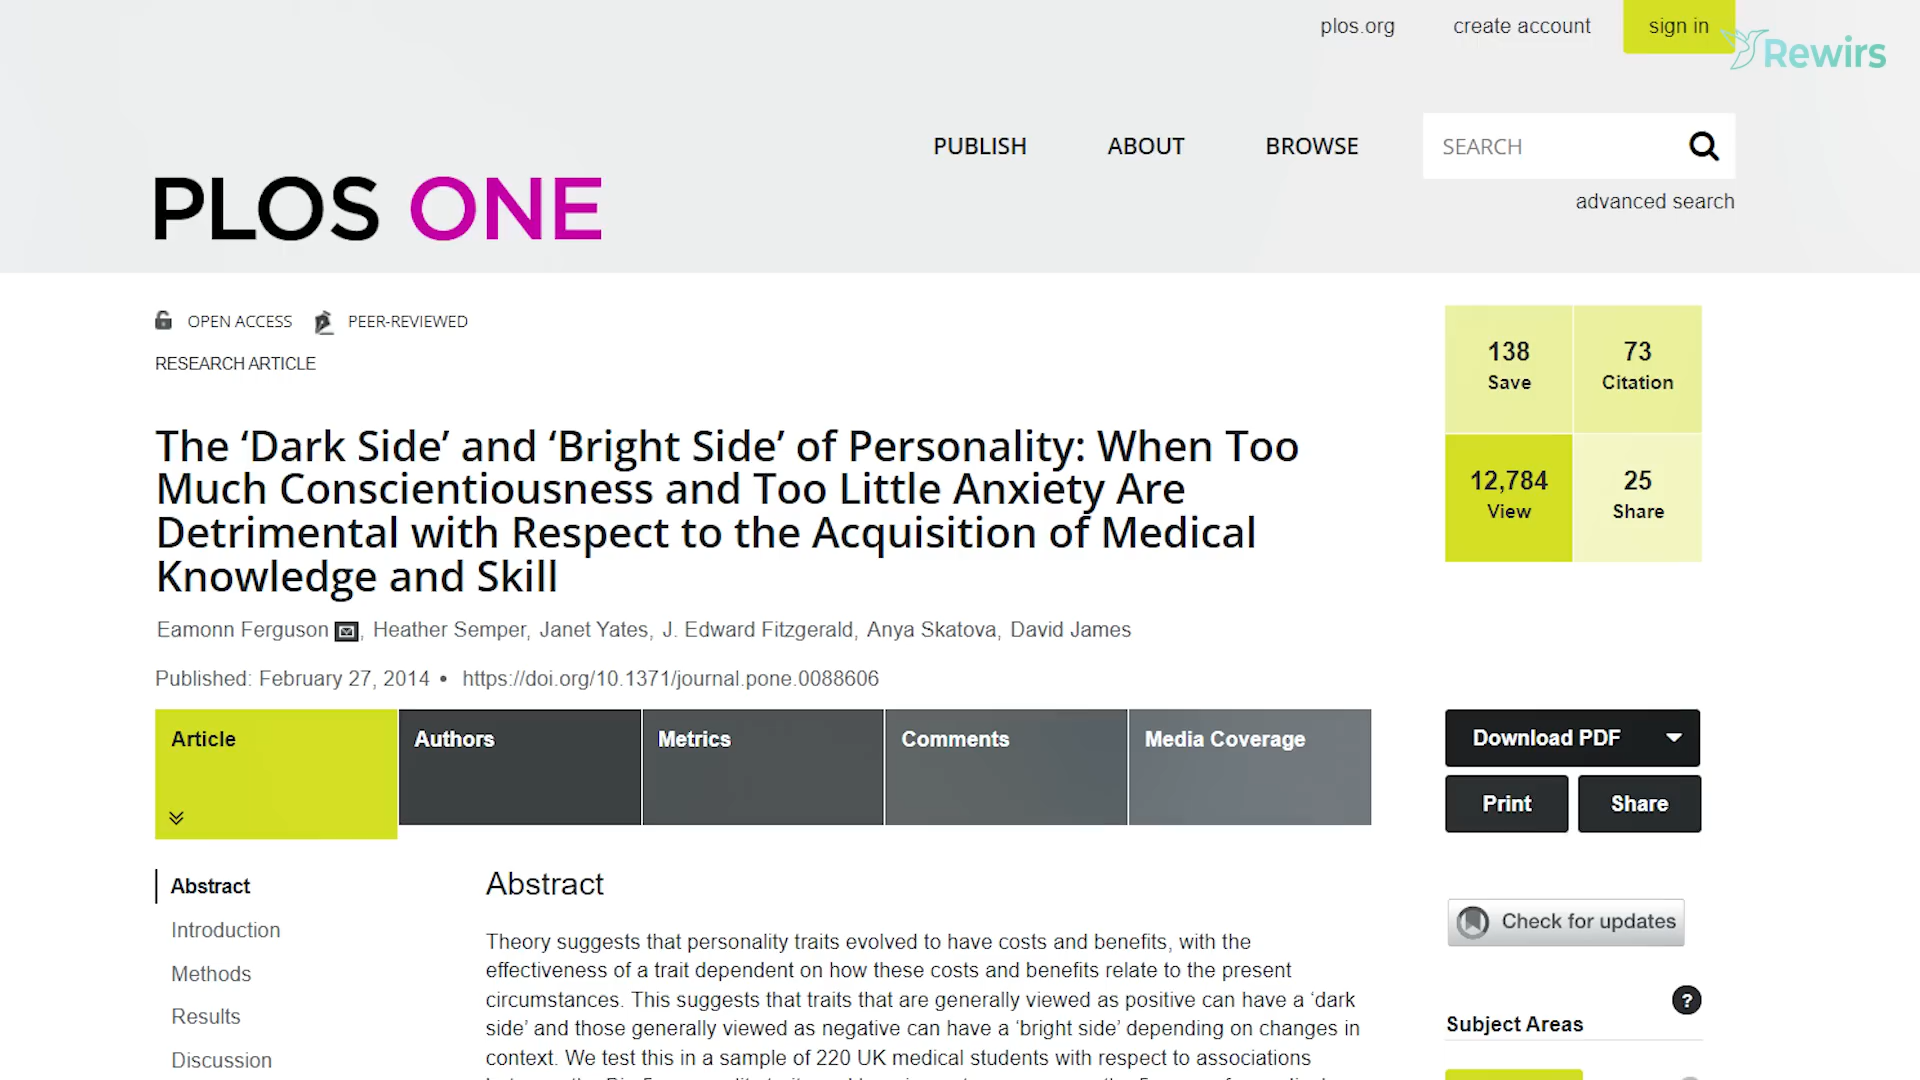 plos.org
create account
sign in
Rewirs
PUBLISH
ABOUT
BROWSE
SEARCH
advanced search
PLOS ONE
OPEN ACCESS
PEER-REVIEWED
RESEARCH ARTICLE
138
Save
73
Citation
12,784
View
25
Share
The ‘Dark Side’ and ‘Bright Side’ of Personality: When Too
Much Conscientiousness and Too Little Anxiety Are
Detrimental with Respect to the Acquisition of Medical
Knowledge and Skill
Eamonn Ferguson, Heather Semper, Janet Yates, J. Edward Fitzgerald, Anya Skatova, David James
Published: February 27, 2014 • https://doi.org/10.1371/journal.pone.0088606
Article
Authors
Metrics
Comments
Media Coverage
Download PDF
Print
Share
Abstract
Introduction
Methods
Results
Discussion
Abstract
Theory suggests that personality traits evolved to have costs and benefits, with the
effectiveness of a trait dependent on how these costs and benefits relate to the present
circumstances. This suggests that traits that are generally viewed as positive can have a ‘dark
side’ and those generally viewed as negative can have a ‘bright side’ depending on changes in
context. We test this in a sample of 220 UK medical students with respect to associations
Check for updates
?
Subject Areas